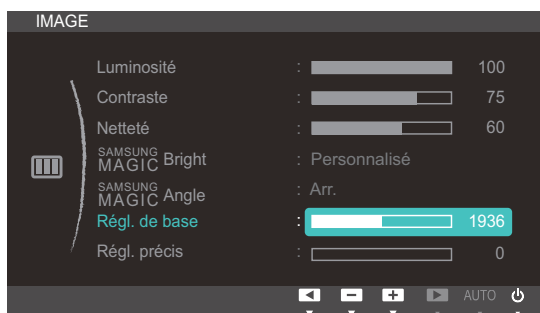 IMAGE
Luminosité : 100
Contraste : 75
Netteté : 60
SAMSUNG MAGIC Bright : Personnalisé
SAMSUNG MAGIC Angle : Arr.
Régl. de base : 1936
Régl. précis : 0
AUTO